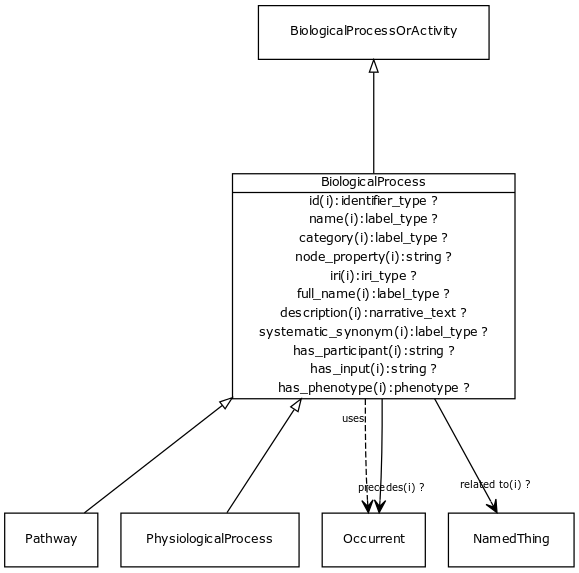 BiologicalProcessOrActivity
BiologicalProcess
id(i):identifier_type ?
name(i):label_type ?
category(i):label_type ?
node_property(i):string ?
iri(i):iri_type ?
full_name(i):label_type ?
description(i):narrative_text ?
systematic_synonym(i):label_type ?
has_participant(i):string ?
has_input(i):string ?
has_phenotype(i):phenotype ?
uses
precedes(i) ?
related to(i) ?
Pathway
PhysiologicalProcess
Occurrent
NamedThing